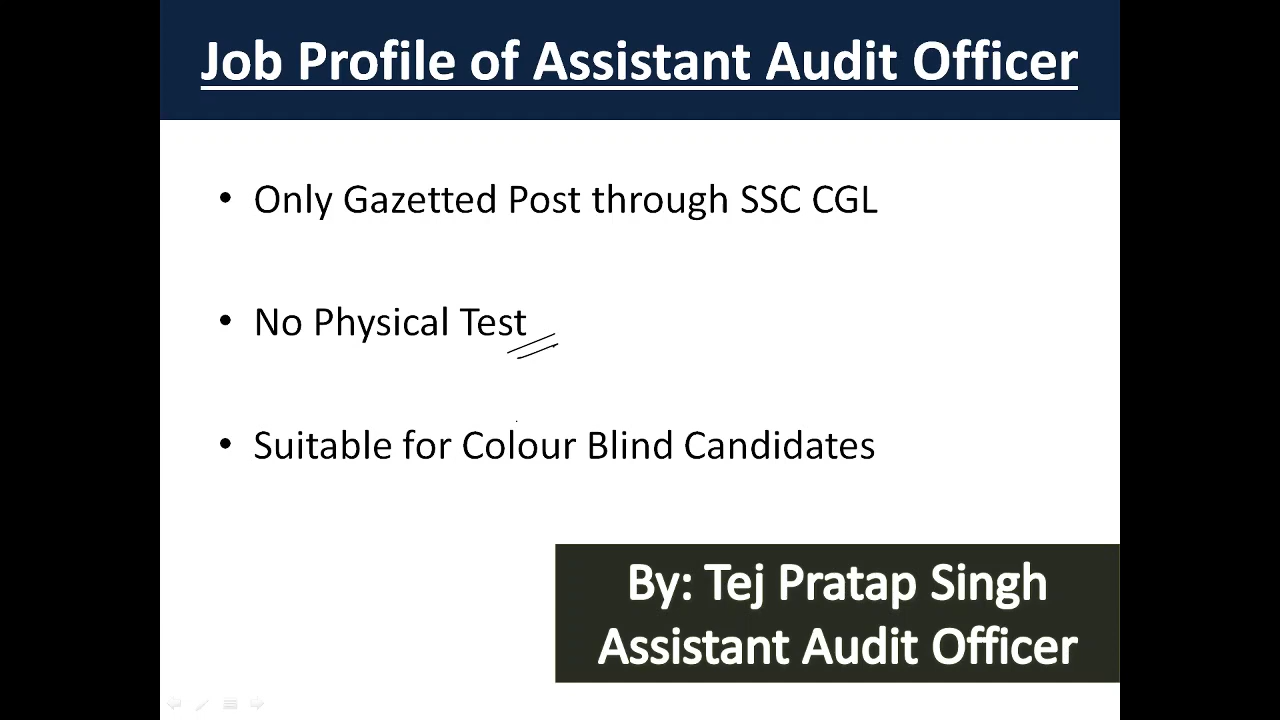 Job Profile of Assistant Audit Officer
• Only Gazetted Post through SSC CGL
• No Physical Test
• Suitable for Colour Blind Candidates
By: Tej Pratap Singh
Assistant Audit Officer